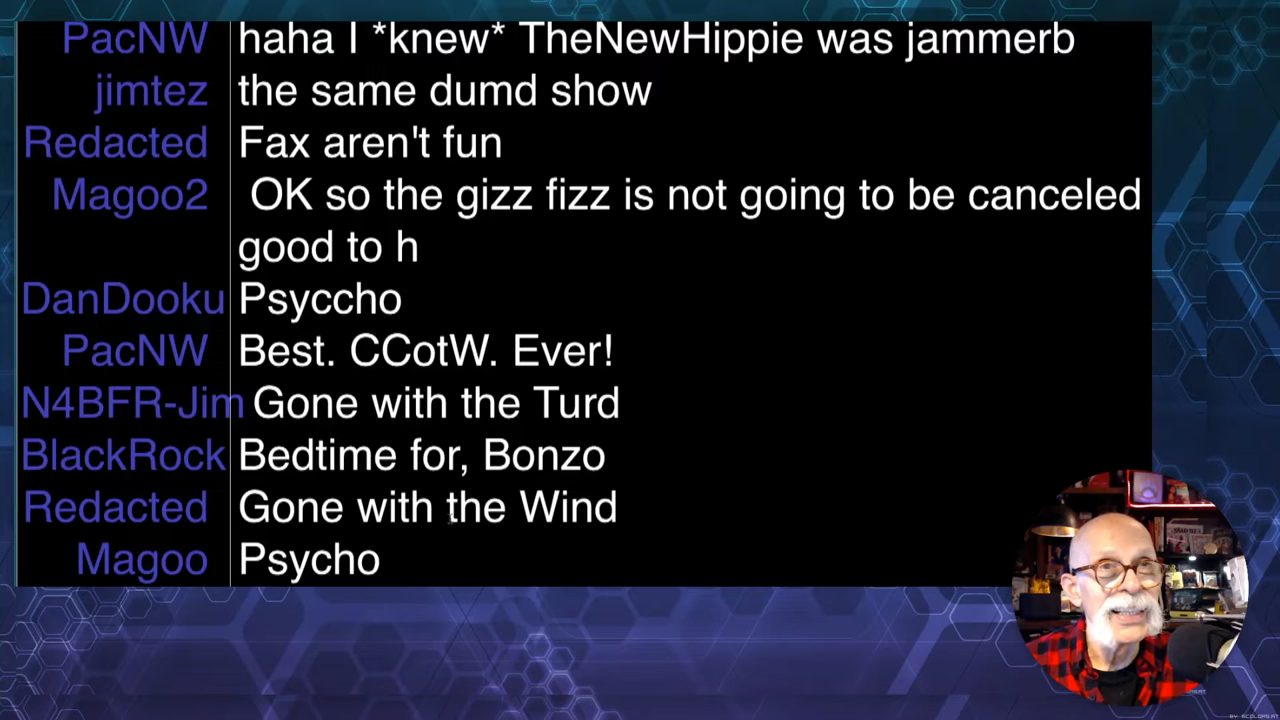 PacNW haha I *knew* TheNewHippie was jammerb
jimtez the same dumd show
Redacted Fax aren't fun
Magoo2 OK so the gizz fizz is not going to be canceled
good to h
DanDooku Psyccho
PacNW Best. CCotW. Ever!
N4BFR-Jim Gone with the Turd
BlackRock Bedtime for, Bonzo
Redacted Gone with the Wind
Magoo Psycho